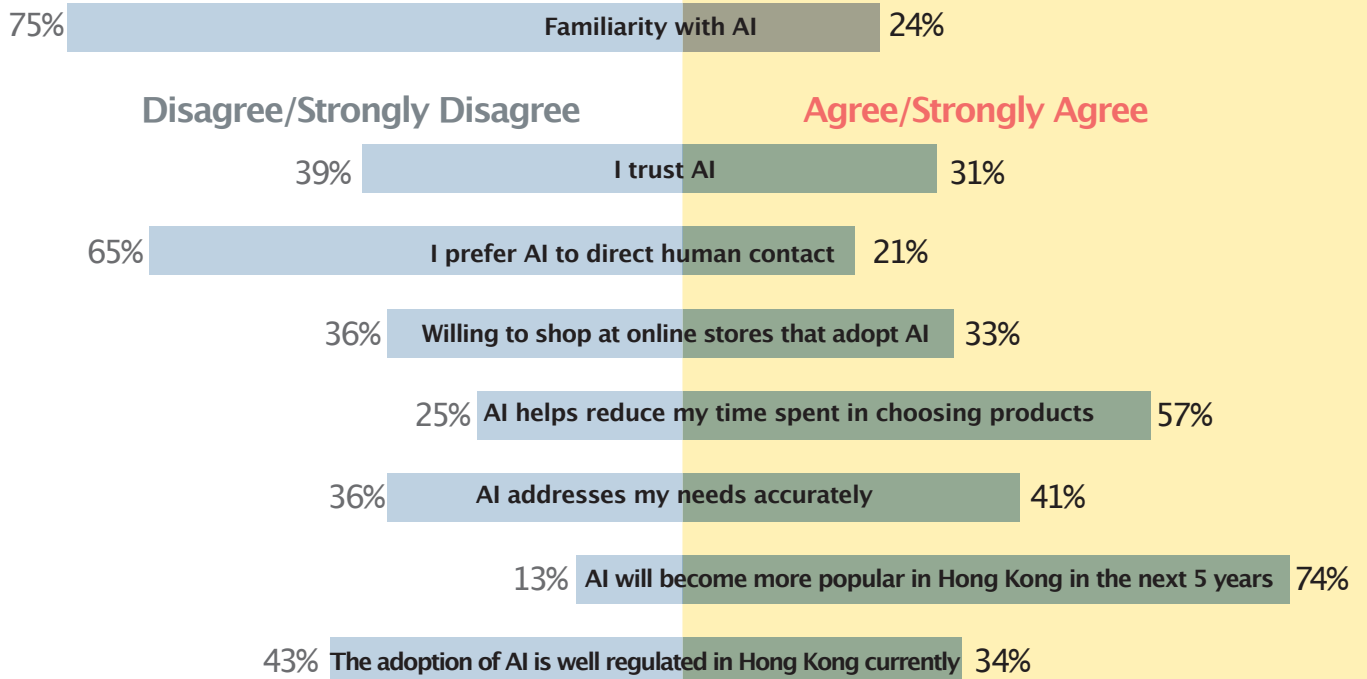 75% Familiarity with AI 24%
Disagree/Strongly Disagree Agree/Strongly Agree
39% I trust AI 31%
65% I prefer AI to direct human contact 21%
36% Willing to shop at online stores that adopt AI 33%
25% AI helps reduce my time spent in choosing products 57%
36% AI addresses my needs accurately 41%
13% AI will become more popular in Hong Kong in the next 5 years 74%
43% The adoption of AI is well regulated in Hong Kong currently 34%